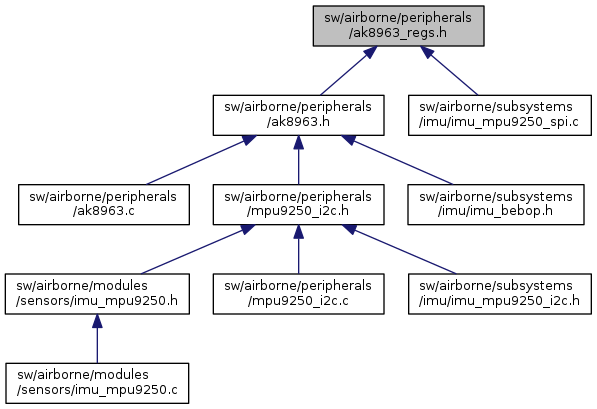 sw/airborne/peripherals
/ak8963_regs.h
sw/airborne/peripherals
/ak8963.h
sw/airborne/subsystems
/imu/imu_mpu9250_spi.c
sw/airborne/peripherals
/ak8963.c
sw/airborne/peripherals
/mpu9250_i2c.h
sw/airborne/subsystems
/imu/imu_bebop.h
sw/airborne/modules
/sensors/imu_mpu9250.h
sw/airborne/peripherals
/mpu9250_i2c.c
sw/airborne/subsystems
/imu/imu_mpu9250_i2c.h
sw/airborne/modules
/sensors/imu_mpu9250.c